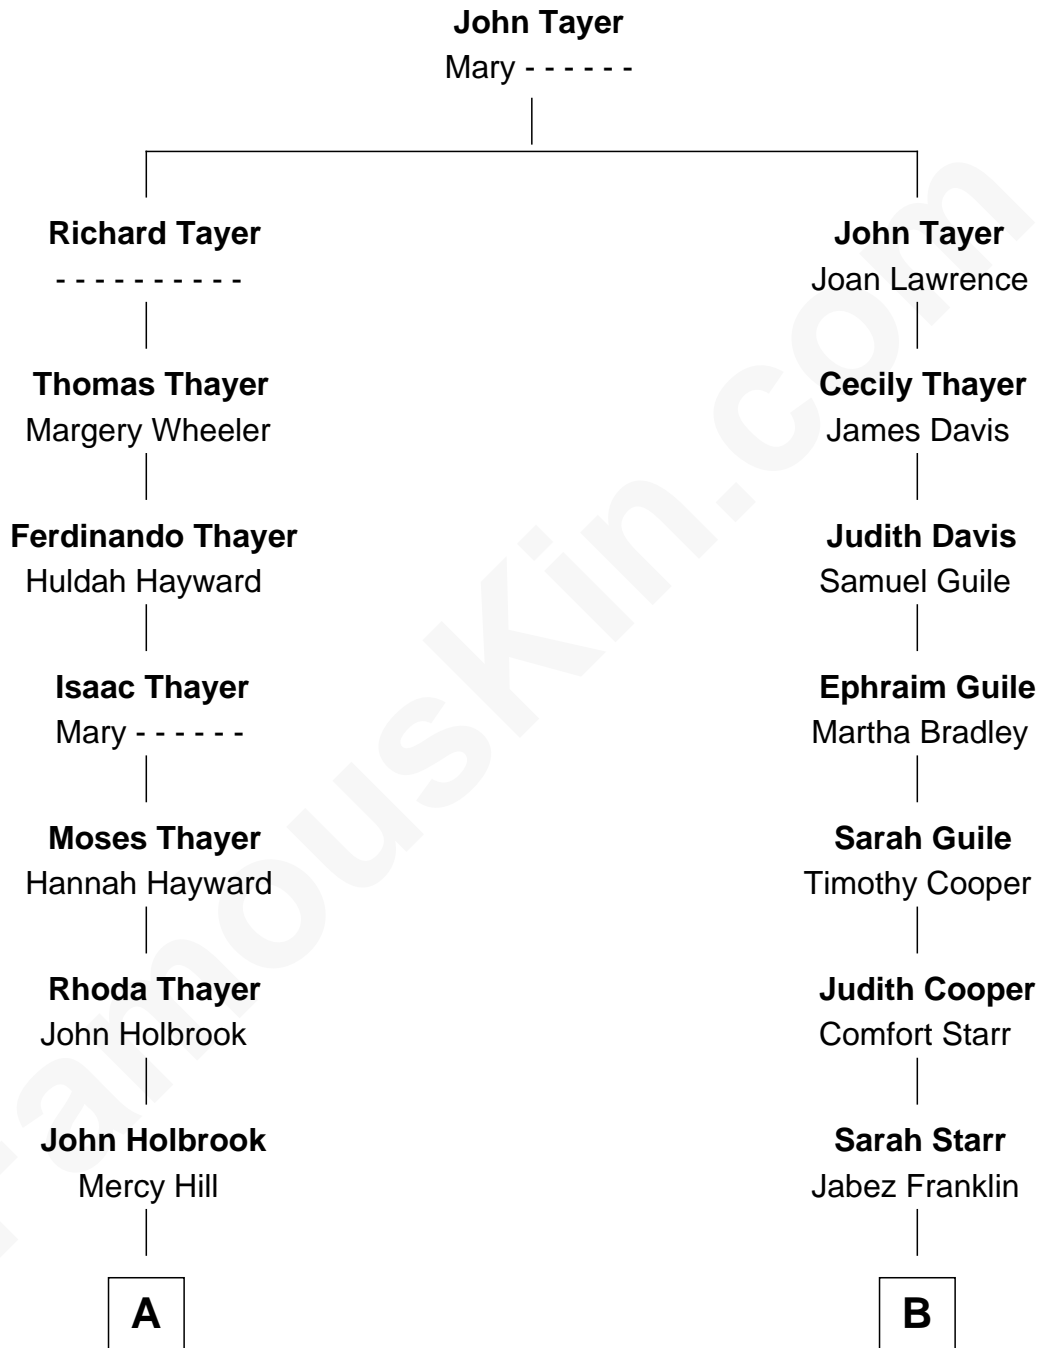 John Tayer
Mary - - - - - -
Richard Tayer
- - - - - - - - - -
John Tayer
Joan Lawrence
Thomas Thayer
Margery Wheeler
Cecily Thayer
James Davis
Ferdinando Thayer
Huldah Hayward
Judith Davis
Samuel Guile
Isaac Thayer
Mary - - - - - -
Ephraim Guile
Martha Bradley
Moses Thayer
Hannah Hayward
Sarah Guile
Timothy Cooper
Rhoda Thayer
John Holbrook
Judith Cooper
Comfort Starr
John Holbrook
Mercy Hill
Sarah Starr
Jabez Franklin
A
B
FamousKin.com